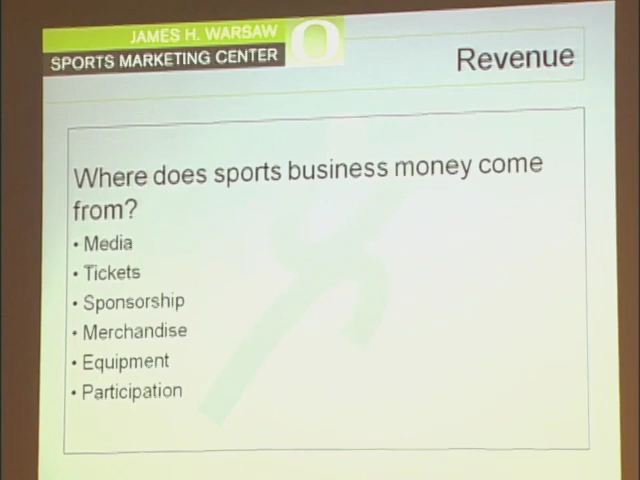 JAMES H. WARSAW
SPORTS MARKETING CENTER
O
Revenue
Where does sports business money come
from?
• Media
• Tickets
• Sponsorship
• Merchandise
• Equipment
• Participation